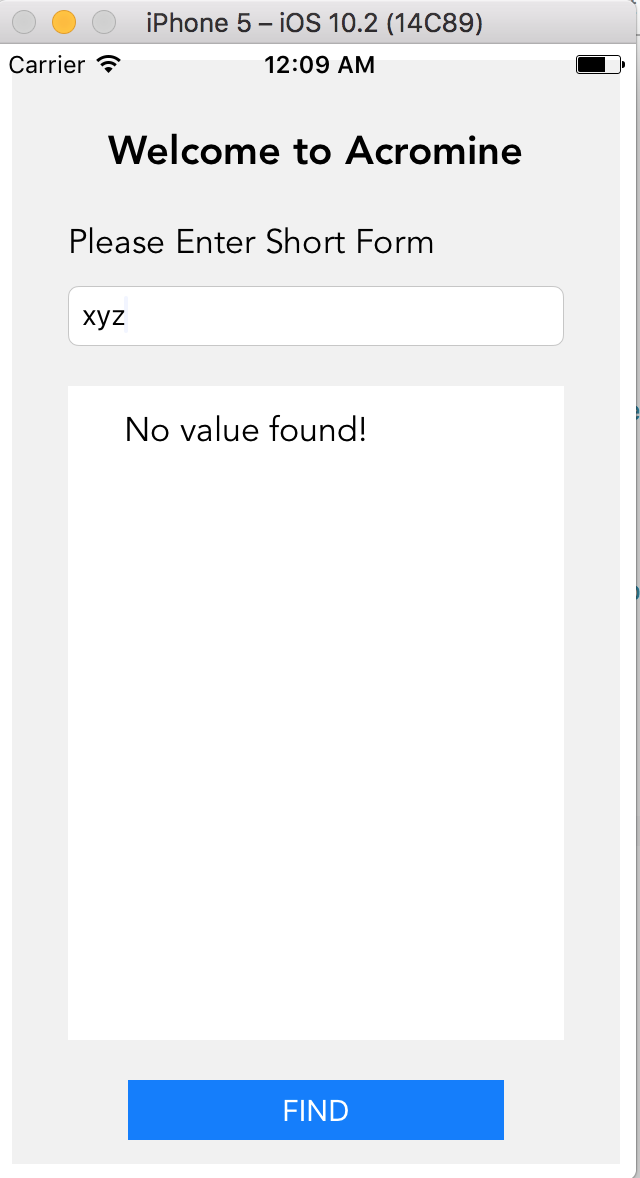 iPhone 5 – iOS 10.2 (14C89)
Carrier 12:09 AM
Welcome to Acromine
Please Enter Short Form
xyz
No value found!
FIND